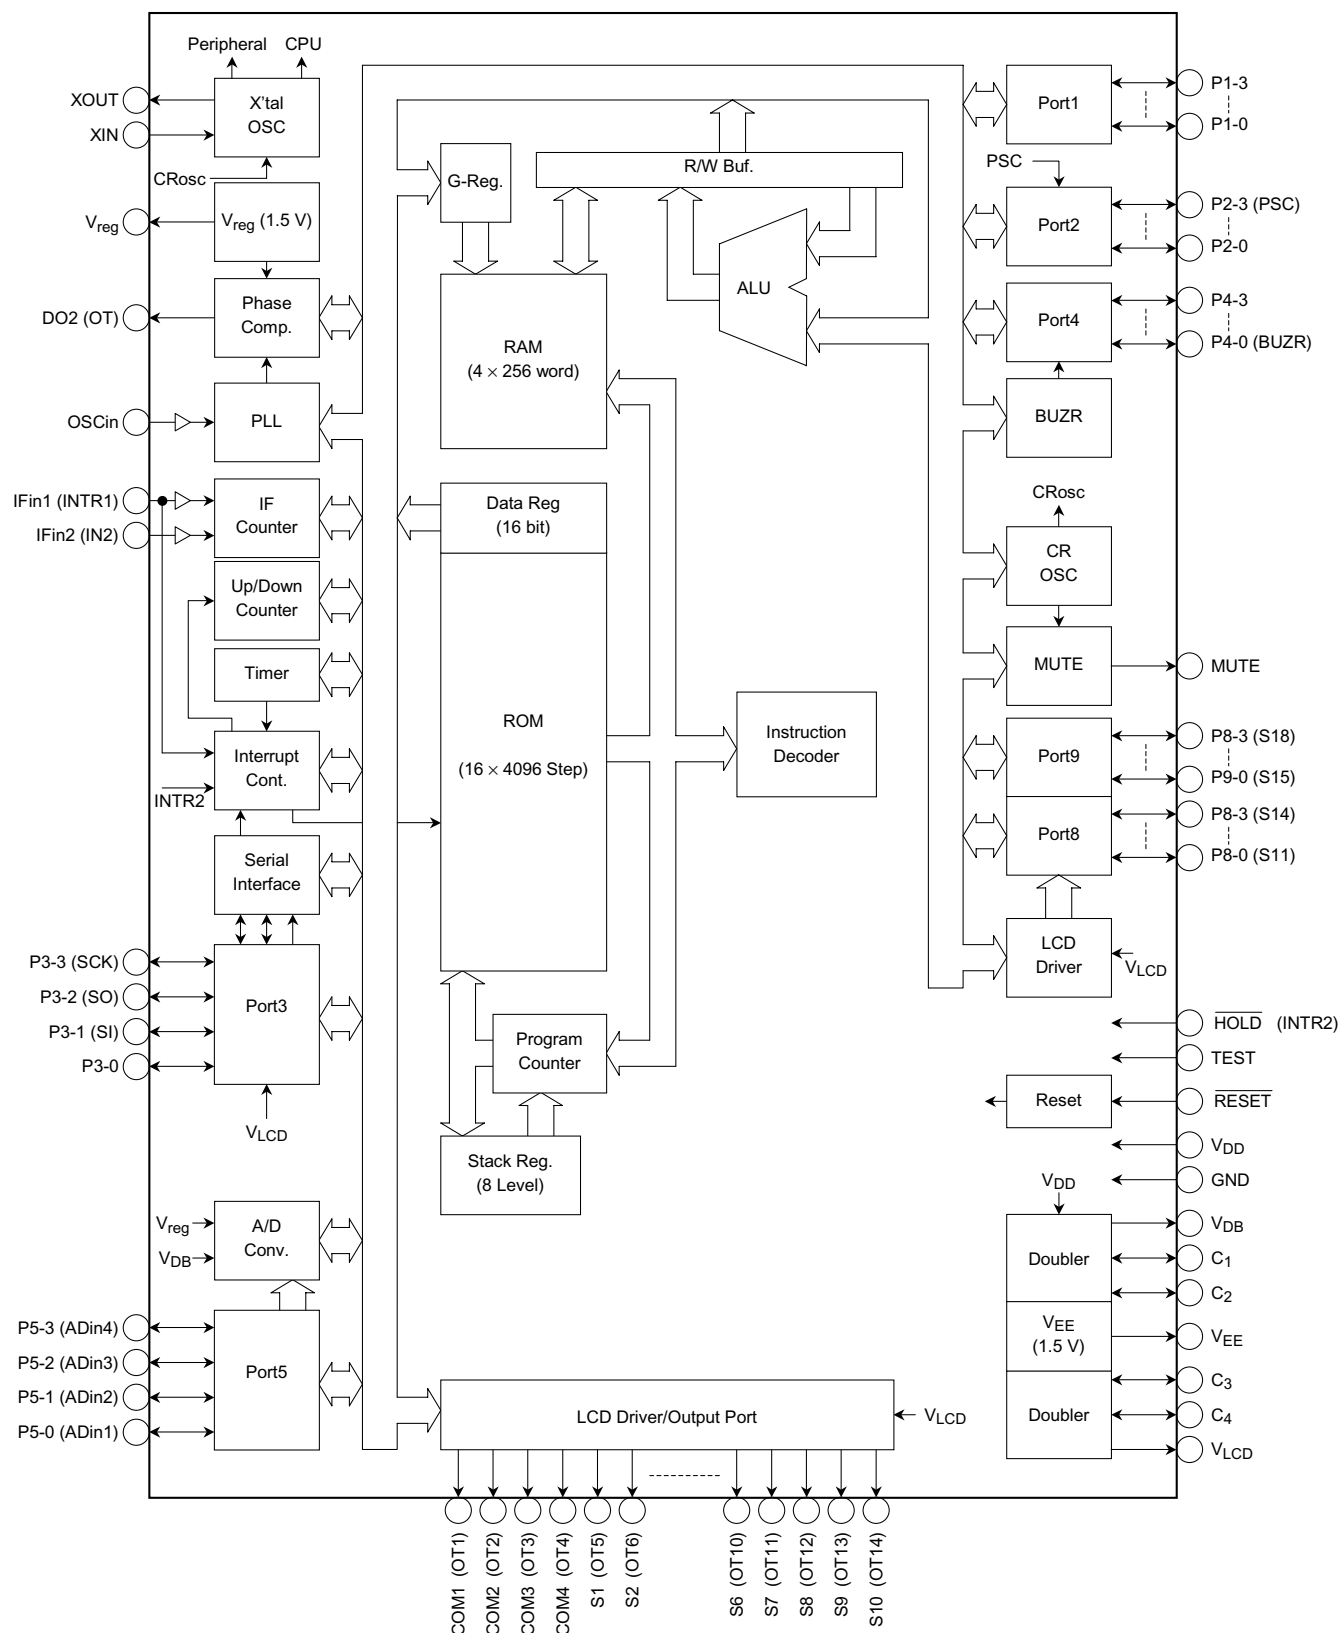 Peripheral CPU
XOUT
X'tal
OSC
XIN
CRosc
Vreg
Vreg (1.5 V)
DO2 (OT)
Phase
Comp.
OSCin
PLL
IFin1 (INTR1)
IFin2 (IN2)
IF
Counter
Up/Down
Counter
Timer
Interrupt
Cont.
INTR2
Serial
Interface
P3-3 (SCK)
P3-2 (SO)
P3-1 (SI)
P3-0
Port3
VLCD
Vreg
VDB
A/D
Conv.
P5-3 (ADin4)
P5-2 (ADin3)
P5-1 (ADin2)
P5-0 (ADin1)
Port5
G-Reg.
R/W Buf.
ALU
RAM
(4 × 256 word)
Data Reg
(16 bit)
ROM
(16 × 4096 Step)
Instruction
Decoder
Program
Counter
Stack Reg.
(8 Level)
LCD Driver/Output Port
VLCD
COM1 (OT1)
COM2 (OT2)
COM3 (OT3)
COM4 (OT4)
S1 (OT5)
S2 (OT6)
S6 (OT10)
S7 (OT11)
S8 (OT12)
S9 (OT13)
S10 (OT14)
Port1
P1-3
P1-0
PSC
Port2
P2-3 (PSC)
P2-0
Port4
P4-3
P4-0 (BUZR)
BUZR
CRosc
CR
OSC
MUTE
MUTE
Port9
P8-3 (S18)
P9-0 (S15)
Port8
P8-3 (S14)
P8-0 (S11)
LCD
Driver
VLCD
HOLD (INTR2)
TEST
Reset
RESET
VDD
GND
VDD
Doubler
VDB
C1
C2
VEE
(1.5 V)
VEE
Doubler
C3
C4
VLCD